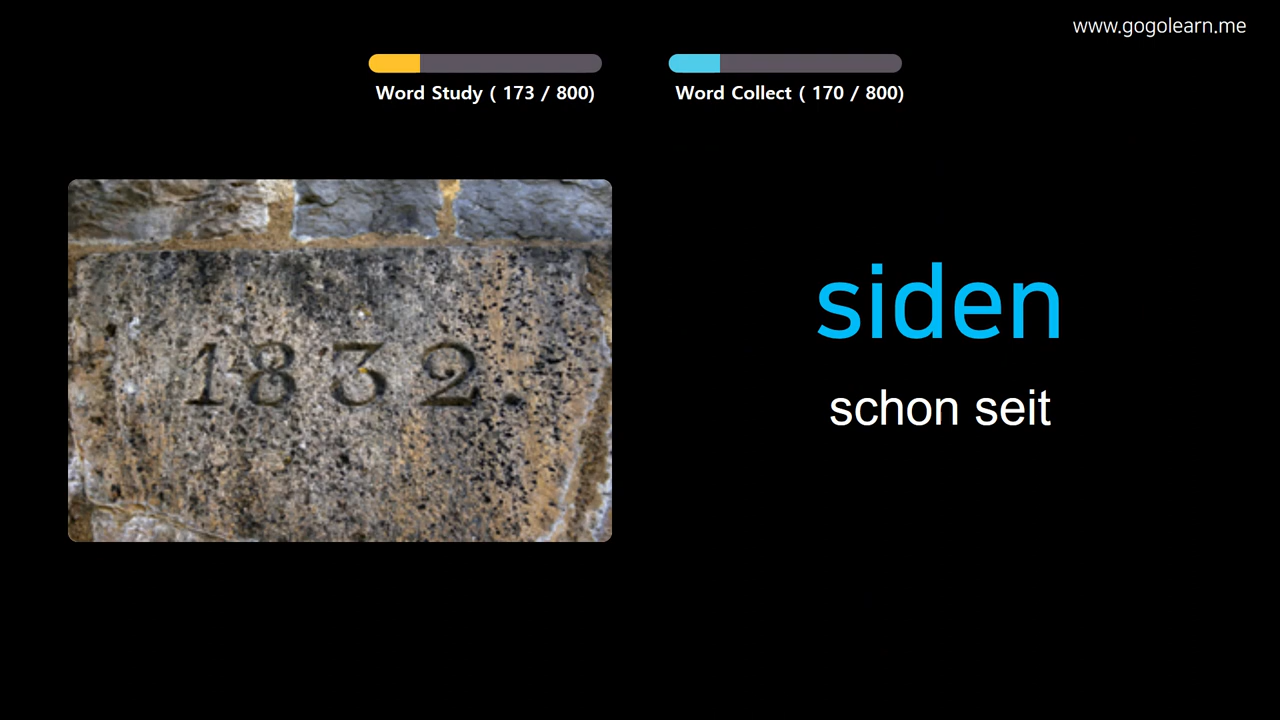 www.gogolearn.me
Word Study ( 173 / 800)
Word Collect ( 170 / 800)
1832.
siden
schon seit